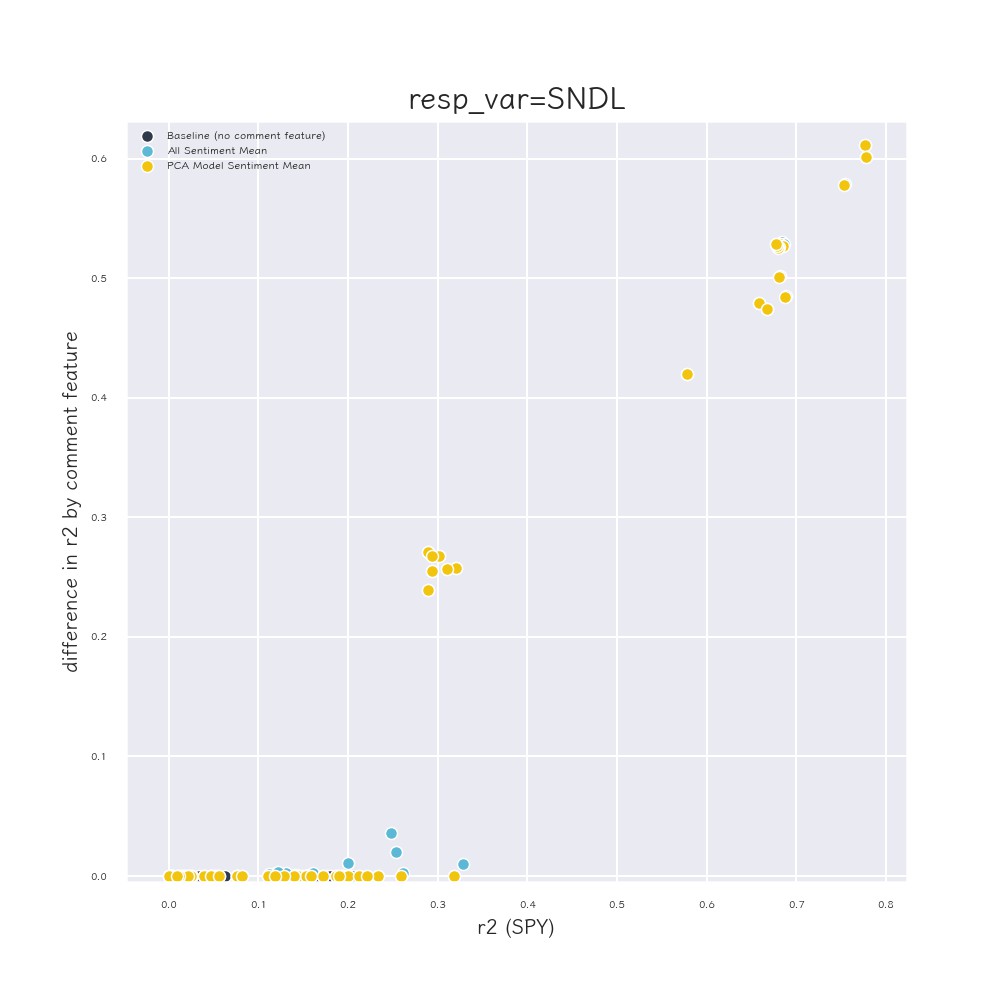 resp_var=SNDL
Baseline (no comment feature)
All Sentiment Mean
PCA Model Sentiment Mean
difference in r2 by comment feature
0.6
0.5
0.4
0.3
0.2
0.1
0.0
0.0 0.1 0.2 0.3 0.4 0.5 0.6 0.7 0.8
r2 (SPY)